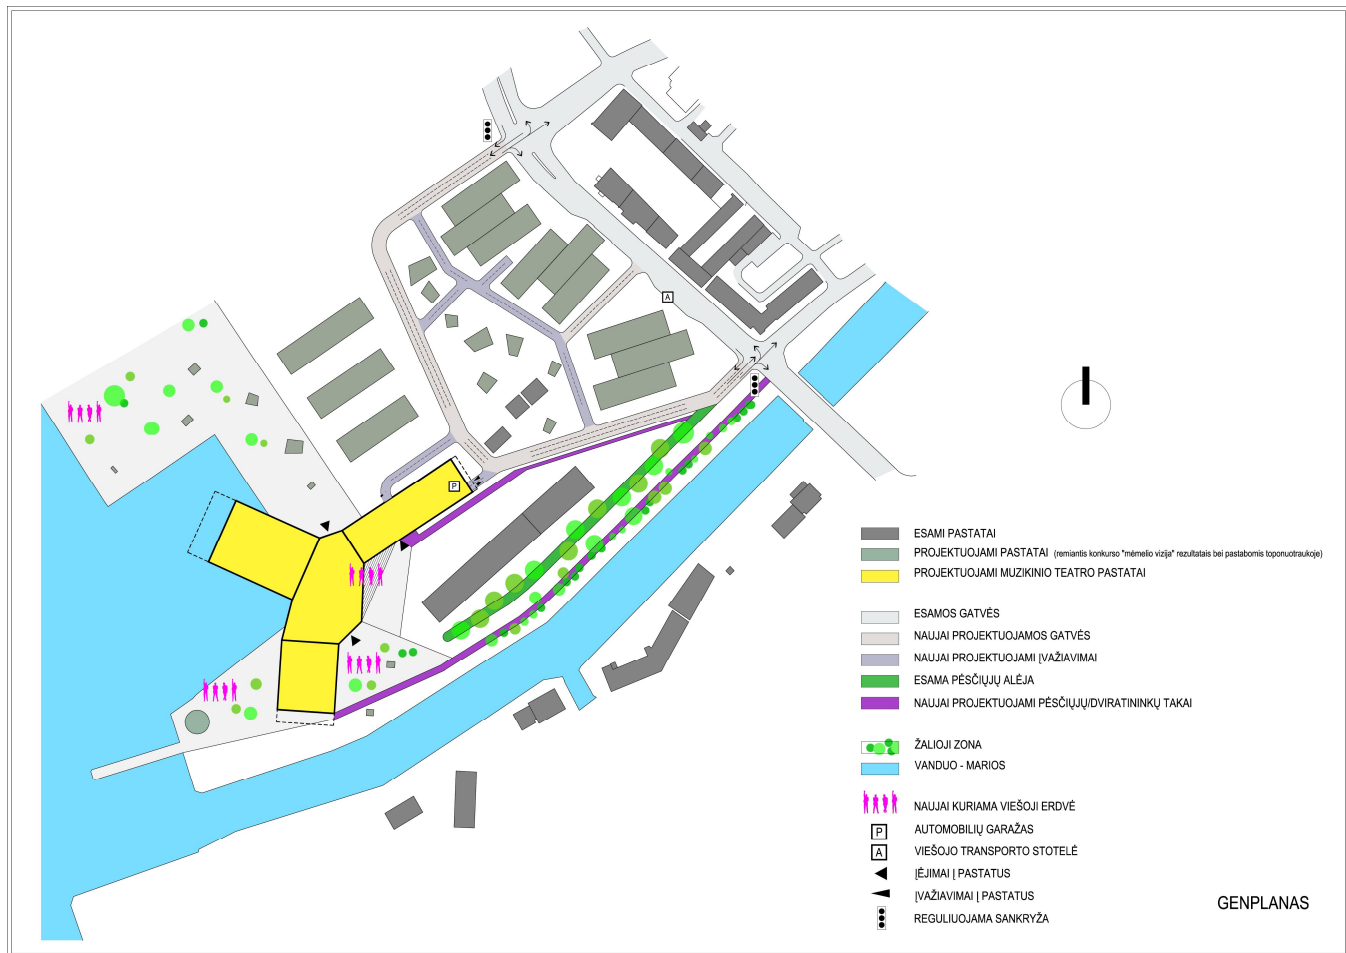 A
P
ESAMI PASTATAI
PROJEKTUOJAMI PASTATAI (remiantis konkurso "mėmelio vizija" rezultatais bei pastabomis toponuotraukoje)
PROJEKTUOJAMI MUZIKINIO TEATRO PASTATAI
ESAMOS GATVĖS
NAUJAI PROJEKTUOJAMOS GATVĖS
NAUJAI PROJEKTUOJAMI ĮVAŽIAVIMAI
ESAMA PĖSČIŲJŲ ALĖJA
NAUJAI PROJEKTUOJAMI PĖSČIŲJŲ/DVIRATININKŲ TAKAI
ŽALIOJI ZONA
VANDUO - MARIOS
NAUJAI KURIAMA VIEŠOJI ERDVĖ
P AUTOMOBILIŲ GARAŽAS
A VIEŠOJO TRANSPORTO STOTELĖ
ĮĖJIMAI Į PASTATUS
ĮVAŽIAVIMAI Į PASTATUS
REGULIUOJAMA SANKRYŽA
GENPLANAS